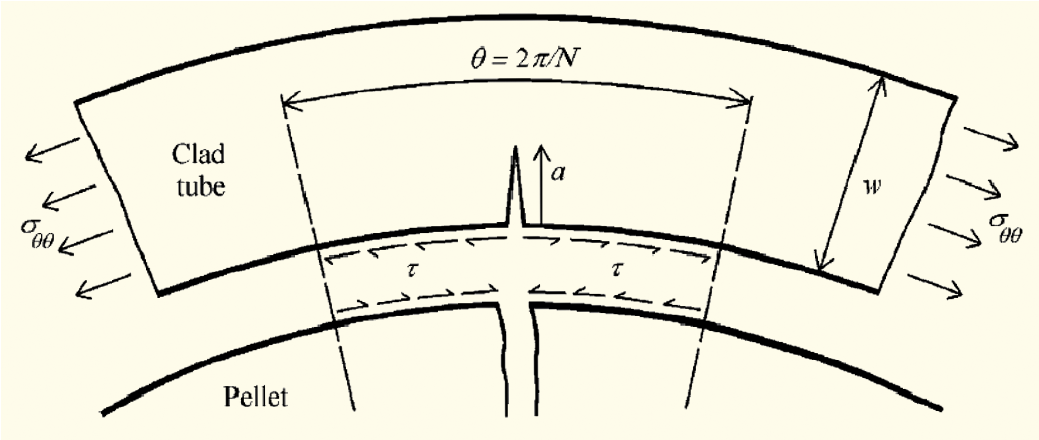 θ = 2π/N
Clad
tube
a
w
σθθ
σθθ
τ
τ
Pellet